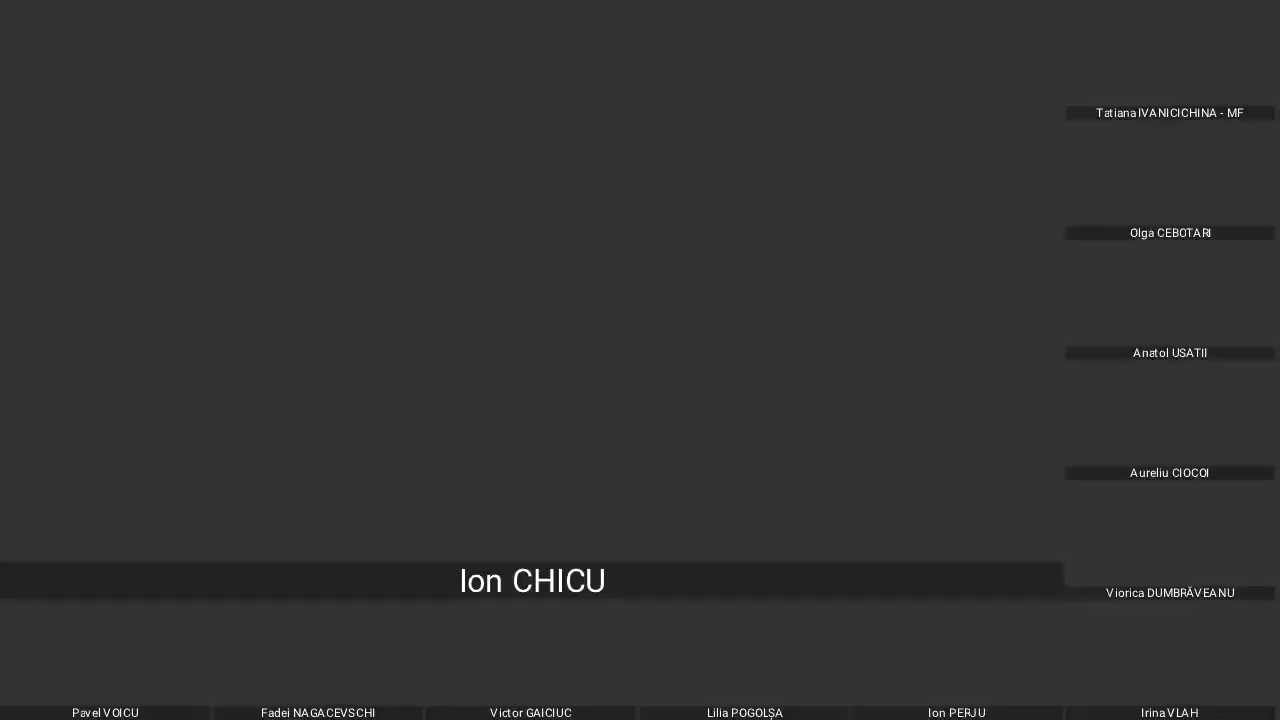 Tatiana IVANICICHINA - MF
Olga CEBOTARI
Anatol USATII
Aureliu CIOCOI
Ion CHICU
Viorica DUMBRĂVEANU
Pavel VOICU
Fadei NAGACEVSCHI
Victor GAICIUC
Lilia POGOLȘA
Ion PERJU
Irina VLAH